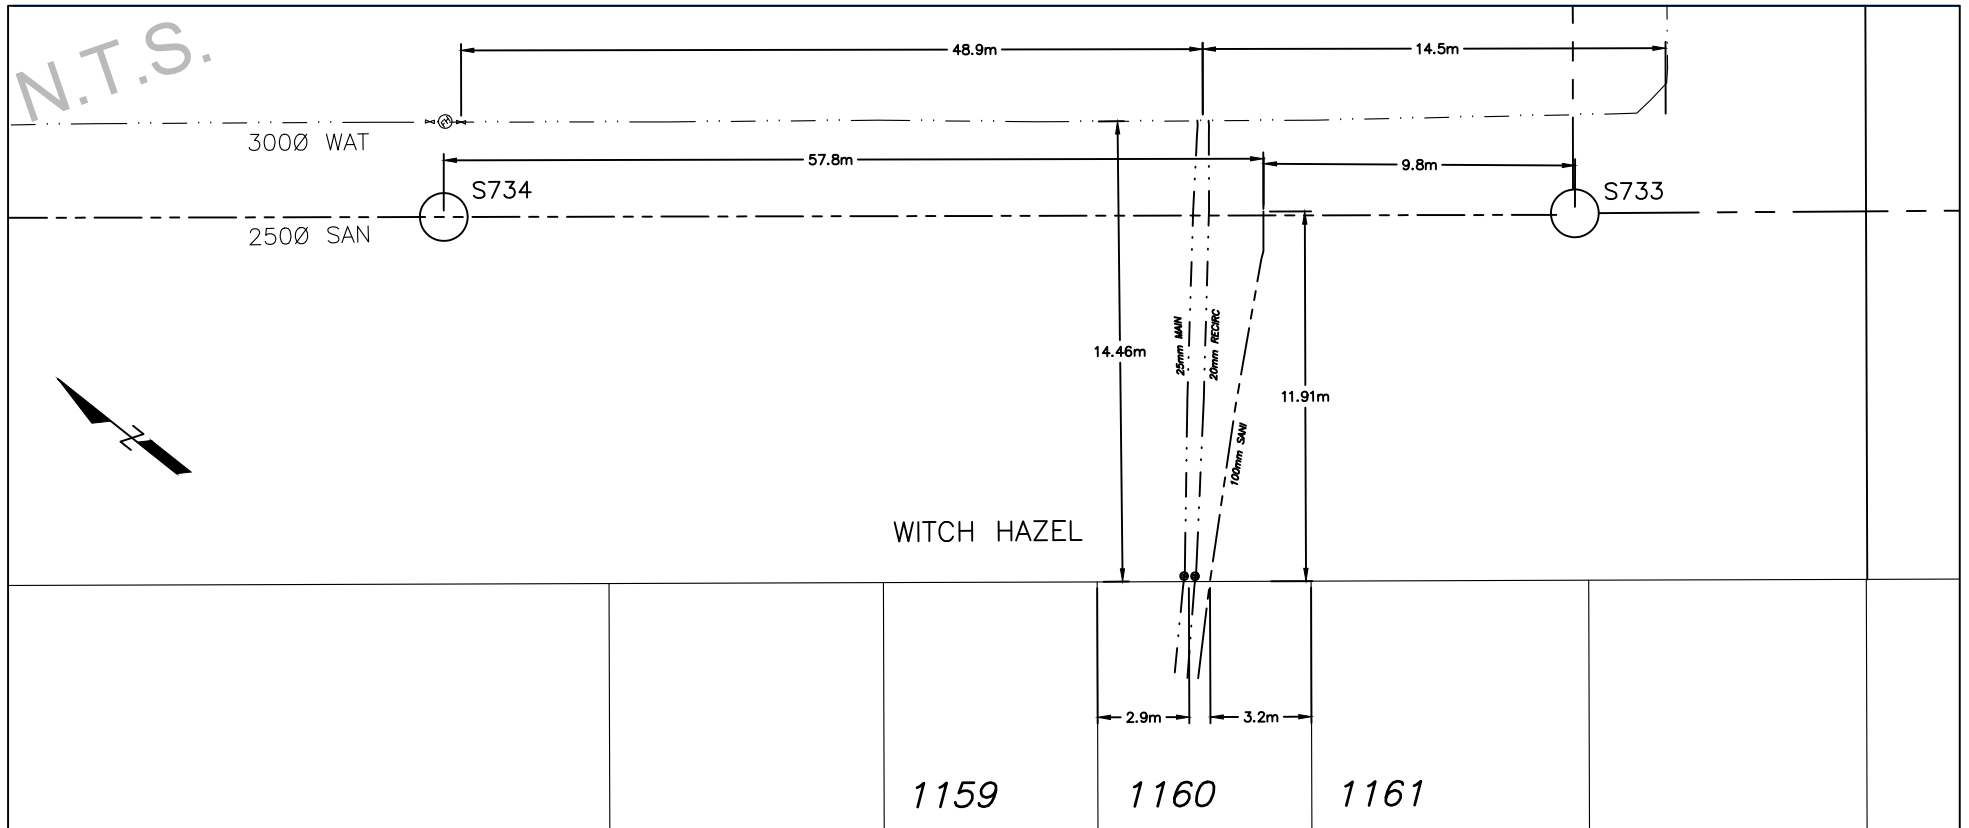 N.T.S.
48.9m
14.5m
300Ø WAT
57.8m
9.8m
S734
S733
250Ø SAN
25mm MAIN
20mm RECIRC
14.46m
11.91m
100mm SANI
N
WITCH HAZEL
2.9m
3.2m
1159
1160
1161